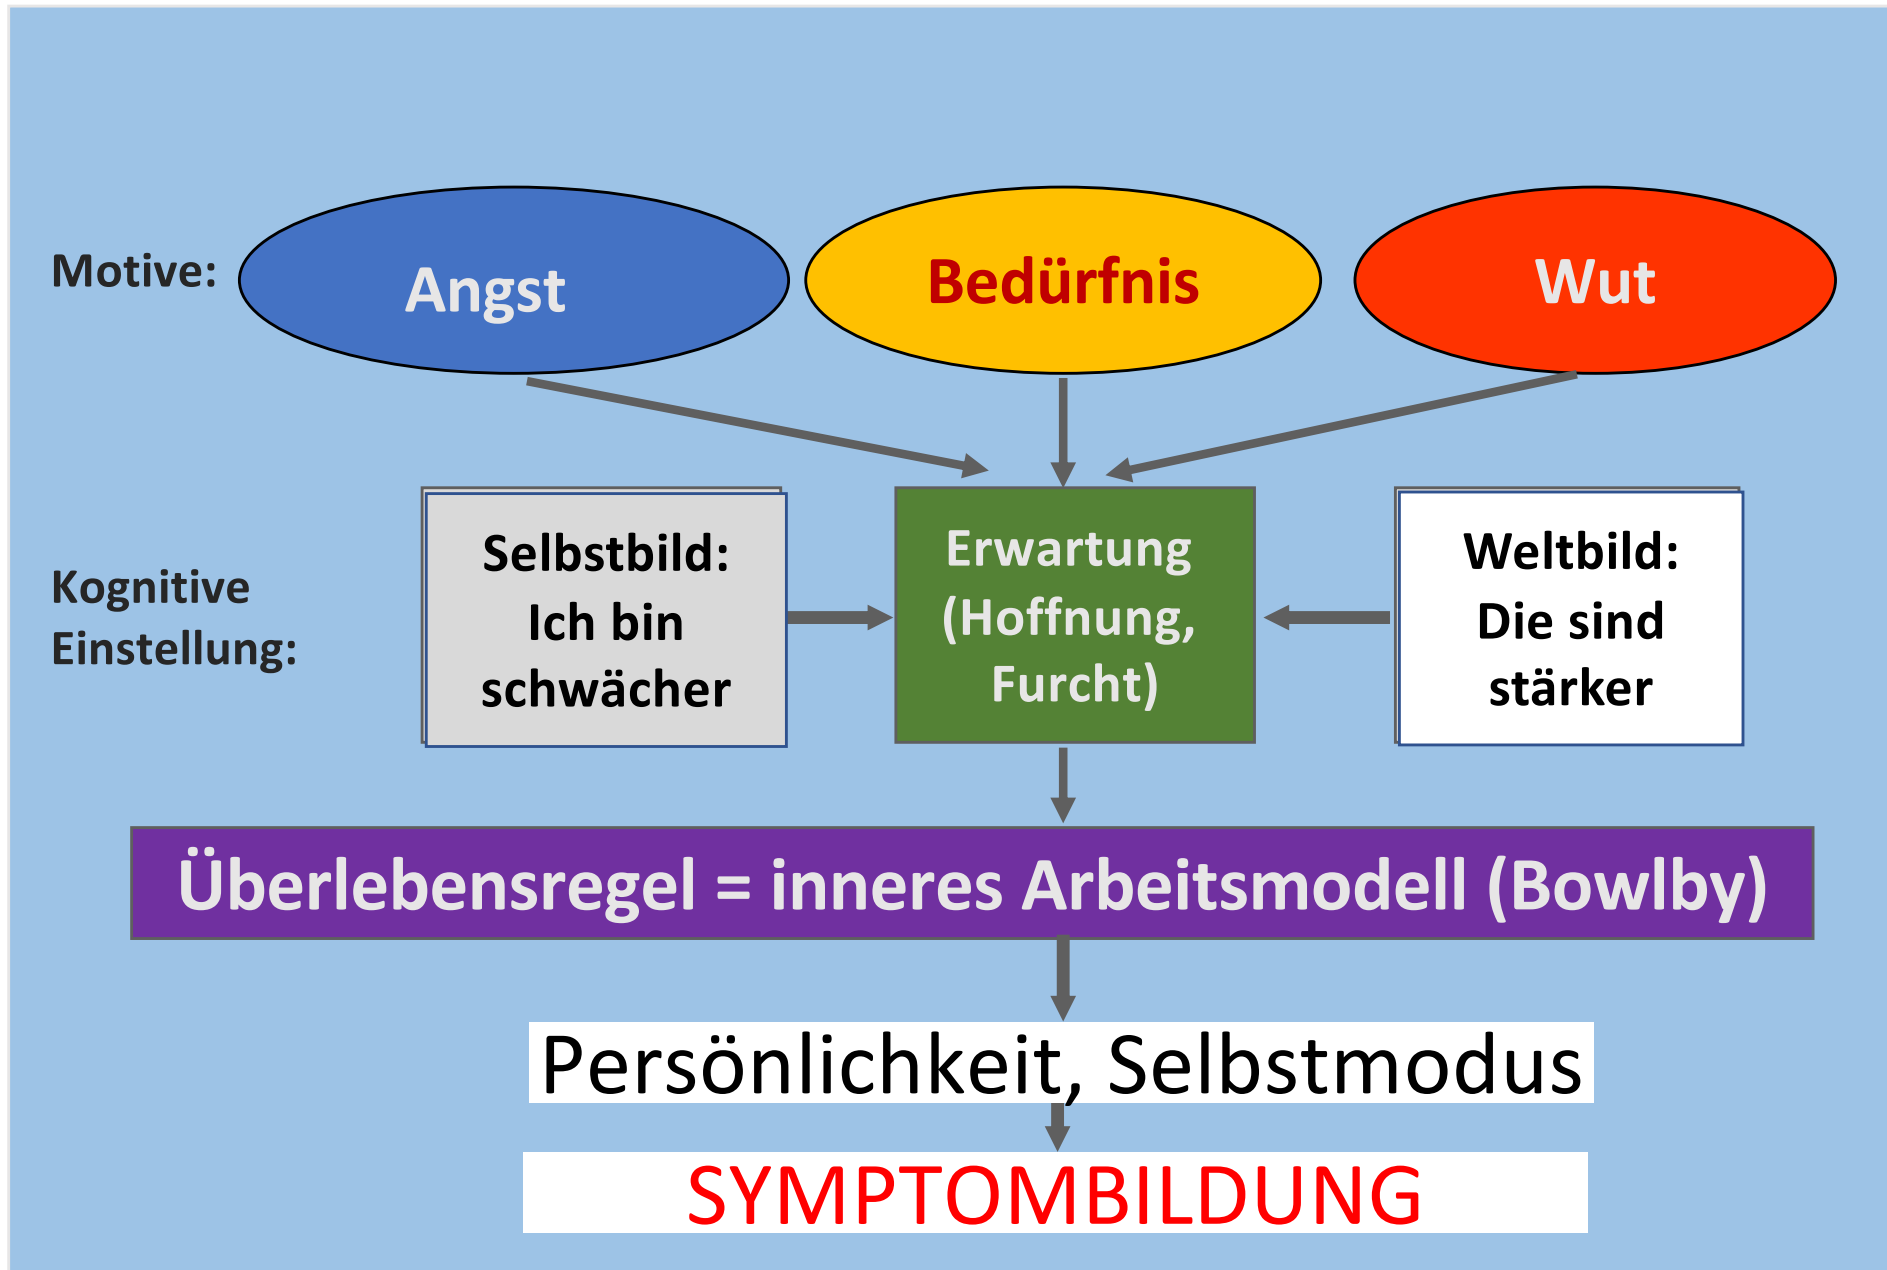 Motive:
Angst
Bedürfnis
Wut
Kognitive
Einstellung:
Selbstbild:
Ich bin
schwächer
Erwartung
(Hoffnung,
Furcht)
Weltbild:
Die sind
stärker
Überlebensregel = inneres Arbeitsmodell (Bowlby)
Persönlichkeit, Selbstmodus
SYMPTOMBILDUNG